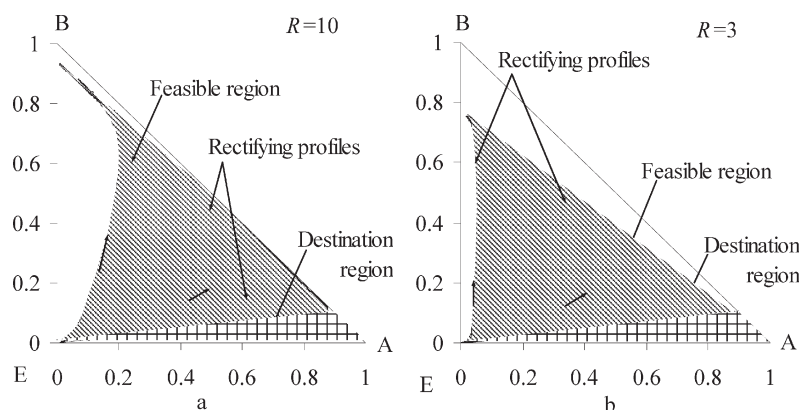 B
R=10
1
0.8
0.6
0.4
0.2
0
Feasible region
Rectifying profiles
Destination
region
A
E
0 0.2 0.4 0.6 0.8 1
a
B
R=3
1
0.8
0.6
0.4
0.2
0
Rectifying profiles
Feasible region
Destination
region
A
E
0 0.2 0.4 0.6 0.8 1
b